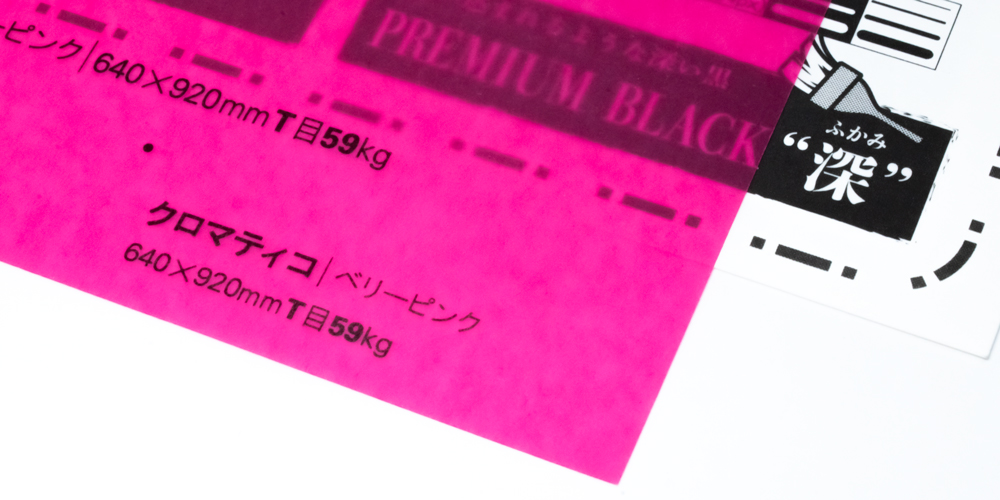 ーピンク|640×920mm T目59kg
PREMIUM BLACK
ふかみ
“深”
クロマティコ|ベリーピンク
640×920mm T目59kg